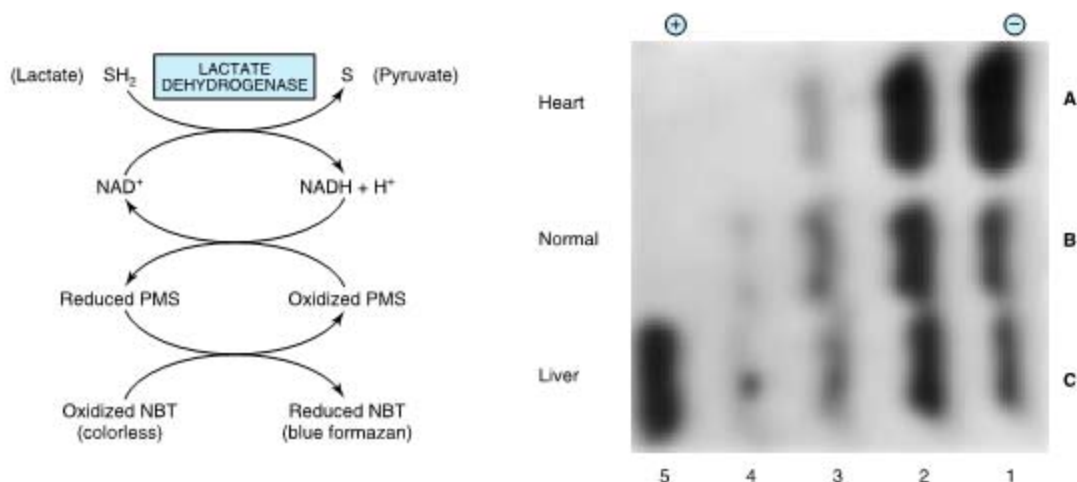 (Lactate) SH₂ LACTATE DEHYDROGENASE S (Pyruvate)
NAD⁺ NADH + H⁺
Reduced PMS Oxidized PMS
Oxidized NBT (colorless)
Reduced NBT (blue formazan)
+ −
Heart A
Normal B
Liver C
5 4 3 2 1